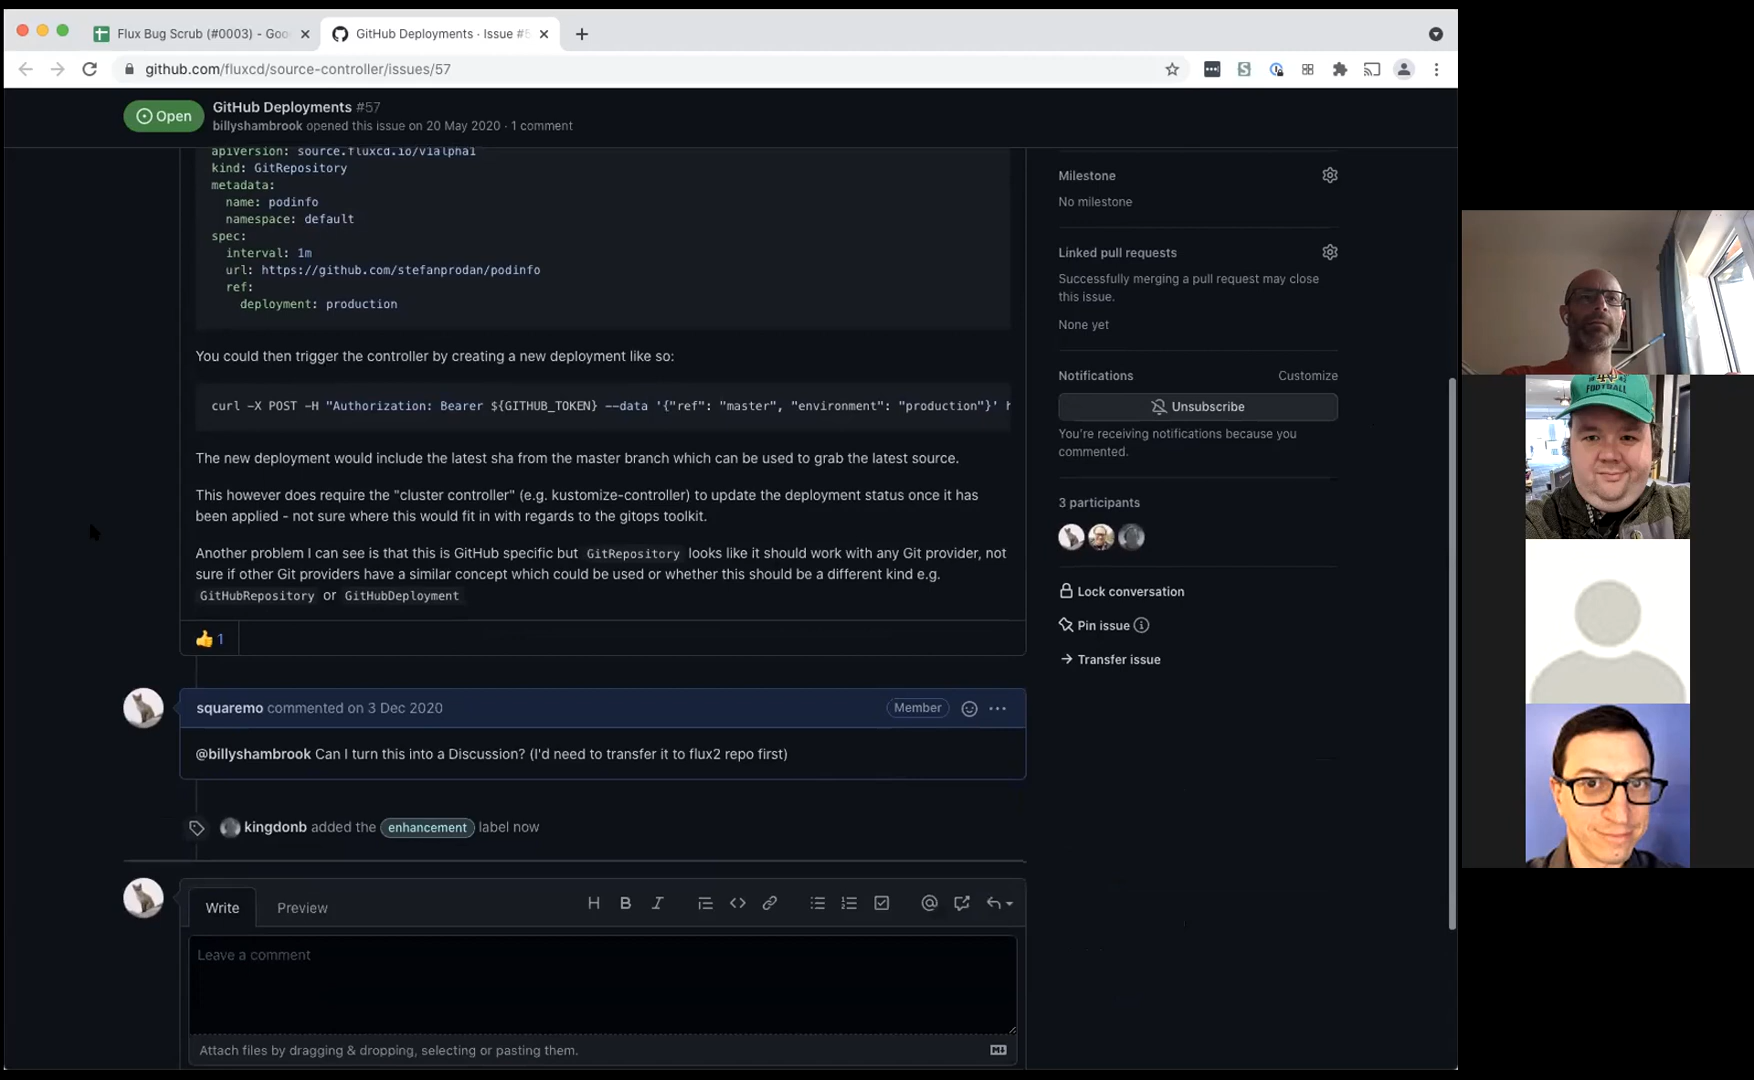 Flux Bug Scrub (#0003) - Goo
GitHub Deployments · Issue #5
github.com/fluxcd/source-controller/issues/57
Open
GitHub Deployments #57
billyshambrook opened this issue on 20 May 2020 · 1 comment
apiVersion: source.fluxcd.io/v1alpha1
kind: GitRepository
metadata:
name: podinfo
namespace: default
spec:
interval: 1m
url: https://github.com/stefanprodan/podinfo
ref:
deployment: production
You could then trigger the controller by creating a new deployment like so:
curl -X POST -H "Authorization: Bearer ${GITHUB_TOKEN} --data '{"ref": "master", "environment": "production"}' h
The new deployment would include the latest sha from the master branch which can be used to grab the latest source.
This however does require the "cluster controller" (e.g. kustomize-controller) to update the deployment status once it has
been applied - not sure where this would fit in with regards to the gitops toolkit.
Another problem I can see is that this is GitHub specific but GitRepository looks like it should work with any Git provider, not
sure if other Git providers have a similar concept which could be used or whether this should be a different kind e.g.
GitHubRepository or GitHubDeployment
👍 1
squaremo commented on 3 Dec 2020
Member
@billyshambrook Can I turn this into a Discussion? (I'd need to transfer it to flux2 repo first)
kingdonb added the enhancement label now
Write
Preview
Leave a comment
Attach files by dragging & dropping, selecting or pasting them.
Milestone
No milestone
Linked pull requests
Successfully merging a pull request may close
this issue.
None yet
Notifications
Customize
Unsubscribe
You're receiving notifications because you
commented.
3 participants
Lock conversation
Pin issue
Transfer issue
FOOTBALL